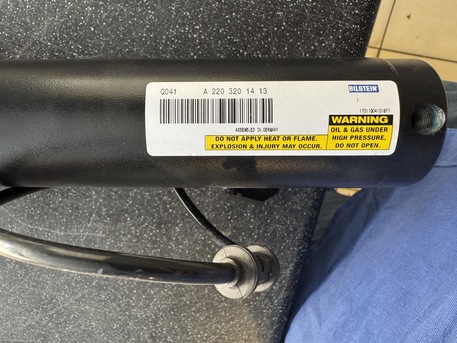 Q041 A 220 320 14 13
BILSTEIN
1
ASSEMBLED IN GERMANY
DO NOT APPLY HEAT OR FLAME.
EXPLOSION & INJURY MAY OCCUR.
WARNING
OIL & GAS UNDER
HIGH PRESSURE.
DO NOT OPEN.